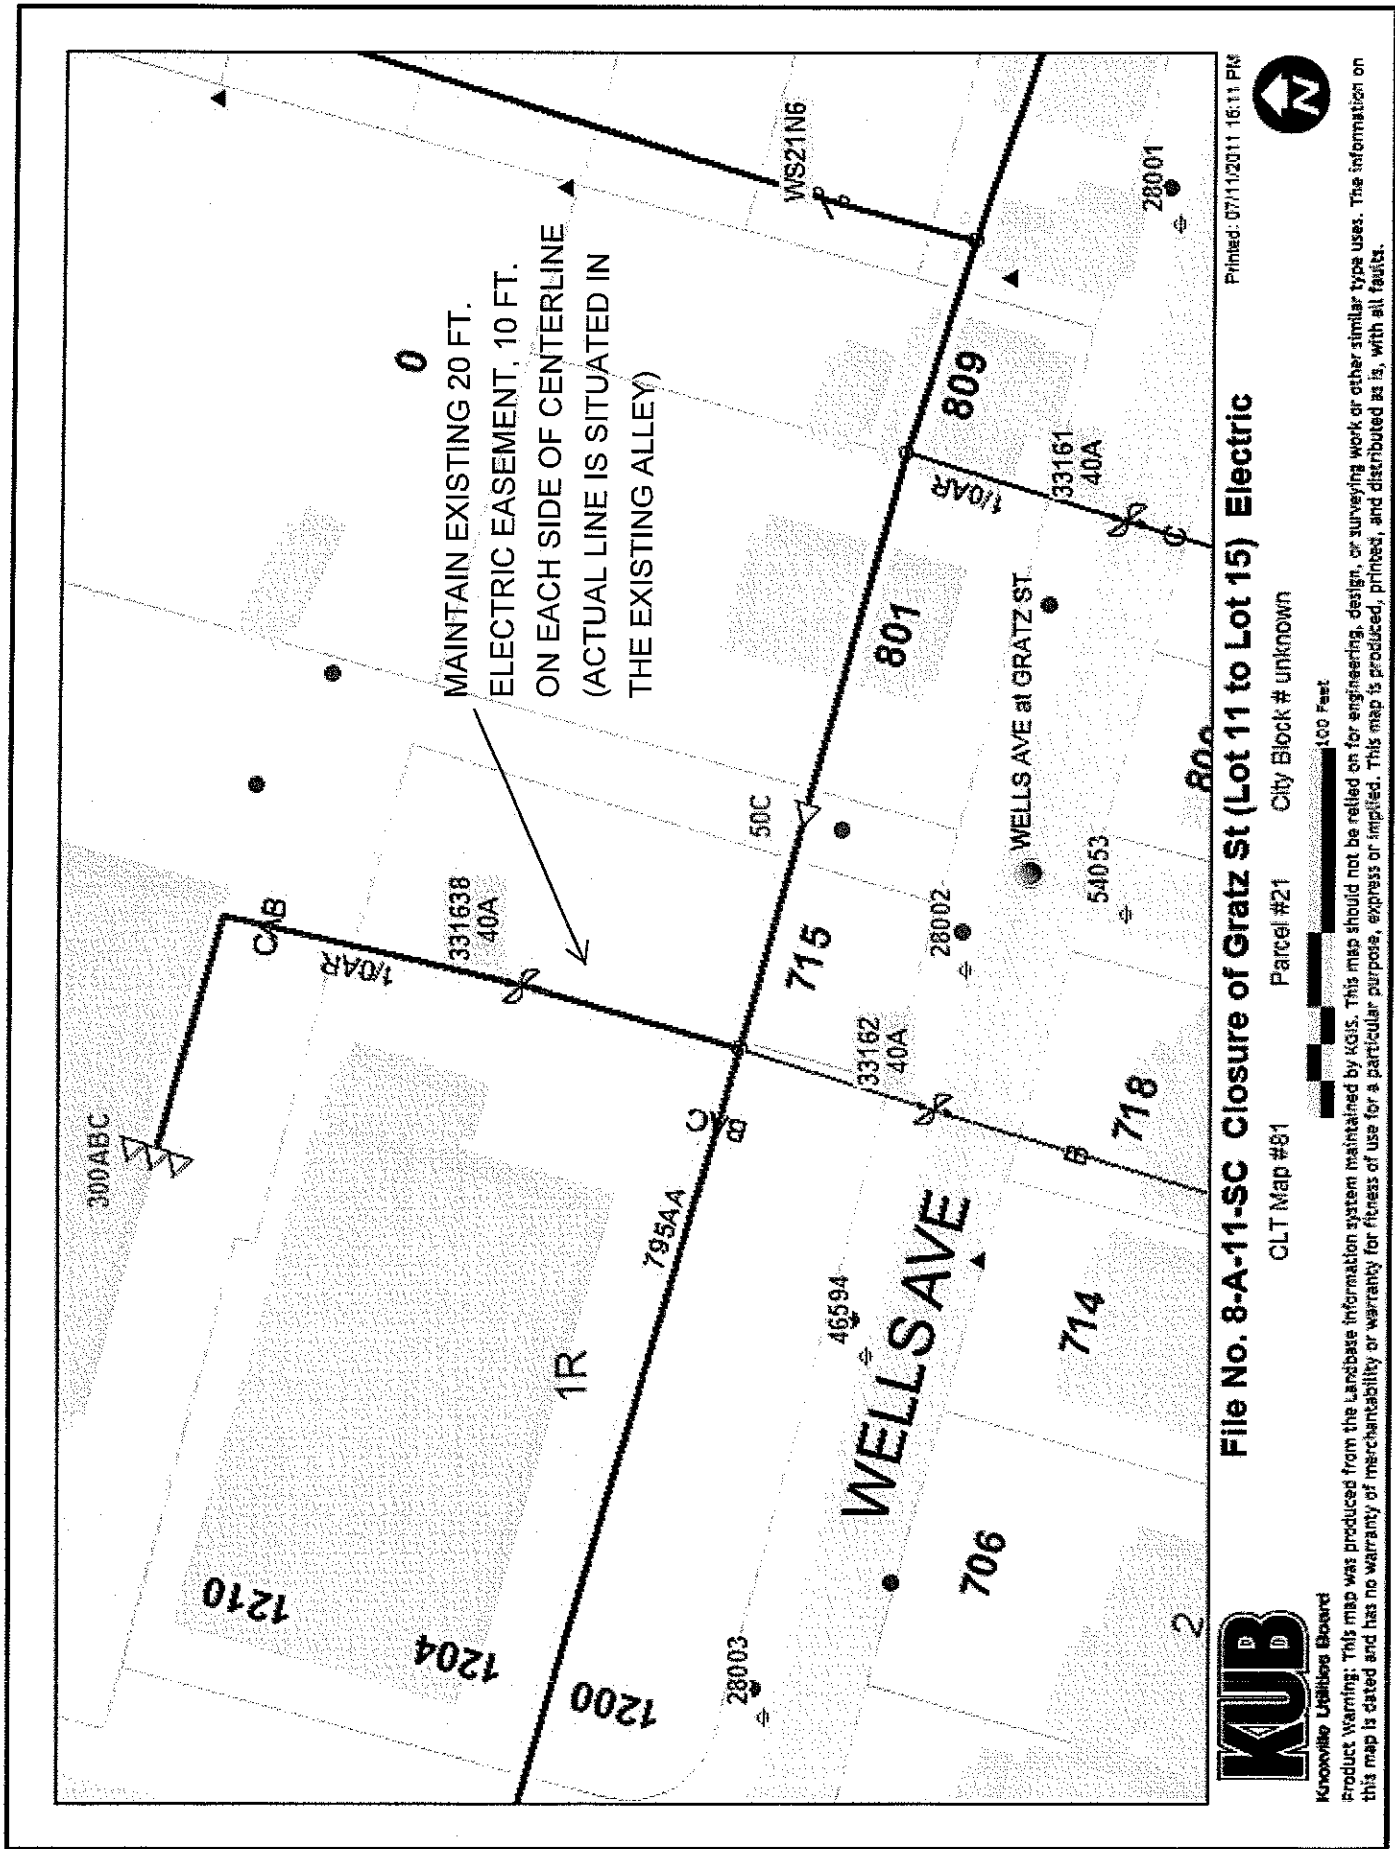 300ABC
CAB
1/0AR
331638
40A
0
MAINTAIN EXISTING 20 FT.
ELECTRIC EASEMENT, 10 FT.
ON EACH SIDE OF CENTERLINE
(ACTUAL LINE IS SITUATED IN
THE EXISTING ALLEY)
WS21N6
1210
1204
1200
1R
795AA
CAB
715
50C
801
809
1/0AR
33161
40A
C
28001
28003
46594
33162
40A
28002
WELLS AVE at GRATZ ST.
54053
WELLS AVE
706
714
718
B
2
File No. 8-A-11-SC Closure of Gratz St (Lot 11 to Lot 15) Electric
Printed: 07/11/2011 16:11 PM
CLT Map #81 Parcel #21 City Block # unknown
N
KUB
Knoxville Utilities Board
100 Feet
Product Warning: This map was produced from the Landbase information system maintained by KGIS. This map should not be relied on for engineering, design, or surveying work or other similar type uses. The information on
this map is dated and has no warranty of merchantability or warranty for fitness of use for a particular purpose, express or implied. This map is produced, printed, and distributed as is, with all faults.